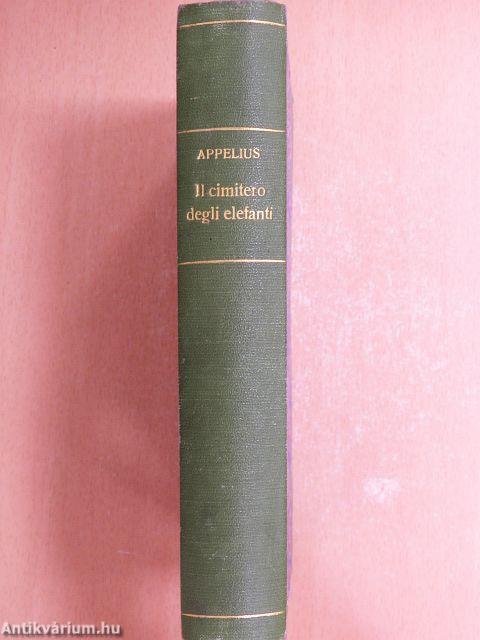 APPELIUS
Il cimitero
degli elefanti
Antikvárium.hu